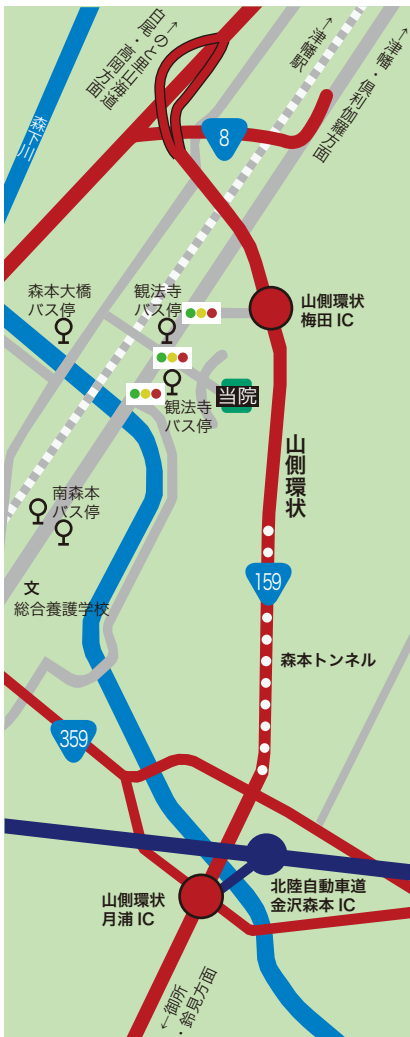 ←のと里山海道
白尾・高岡方面
←津幡駅
←津幡・倶利伽羅方面
森下川
8
森本大橋
バス停
観法寺
バス停
山側環状
梅田 IC
当院
観法寺
バス停
山側環状
南森本
バス停
159
文
総合養護学校
森本トンネル
359
北陸自動車道
金沢森本 IC
山側環状
月浦 IC
←御所
・鈴見方面